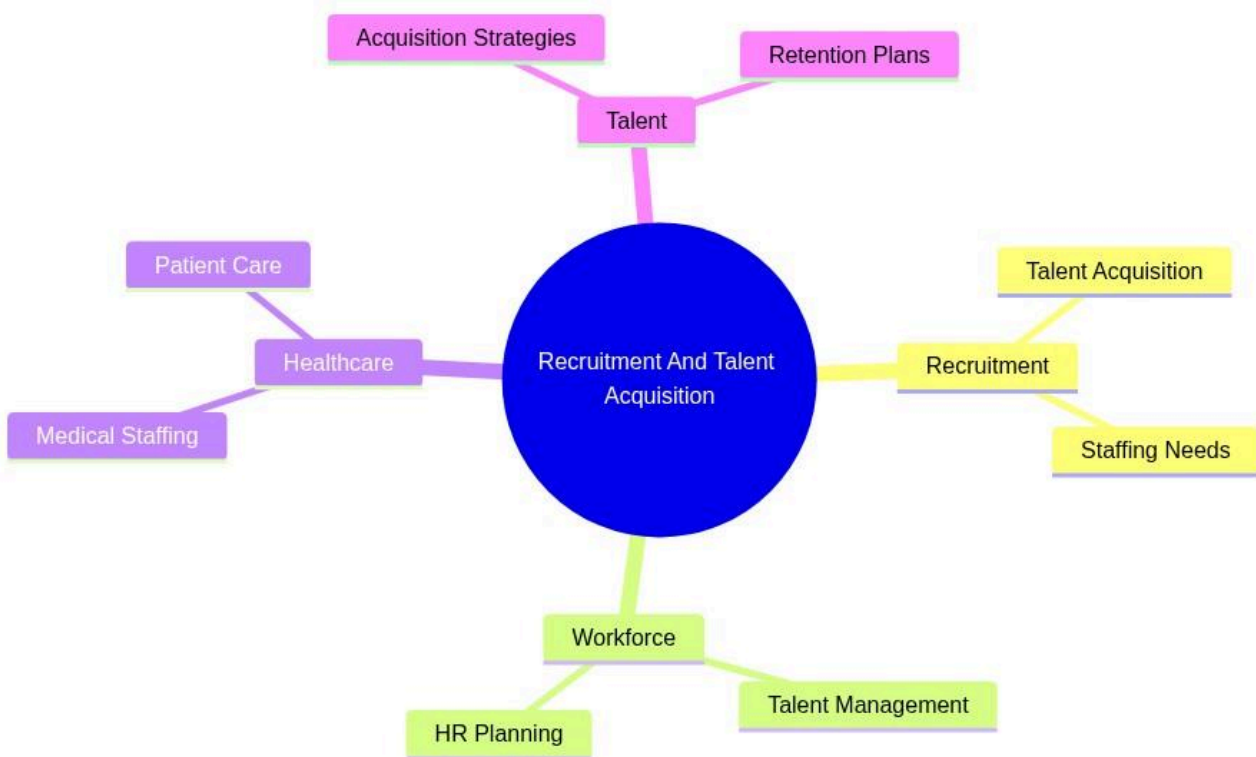 Acquisition Strategies
Retention Plans
Talent
Patient Care
Talent Acquisition
Healthcare
Recruitment And Talent
Acquisition
Recruitment
Medical Staffing
Staffing Needs
Workforce
Talent Management
HR Planning